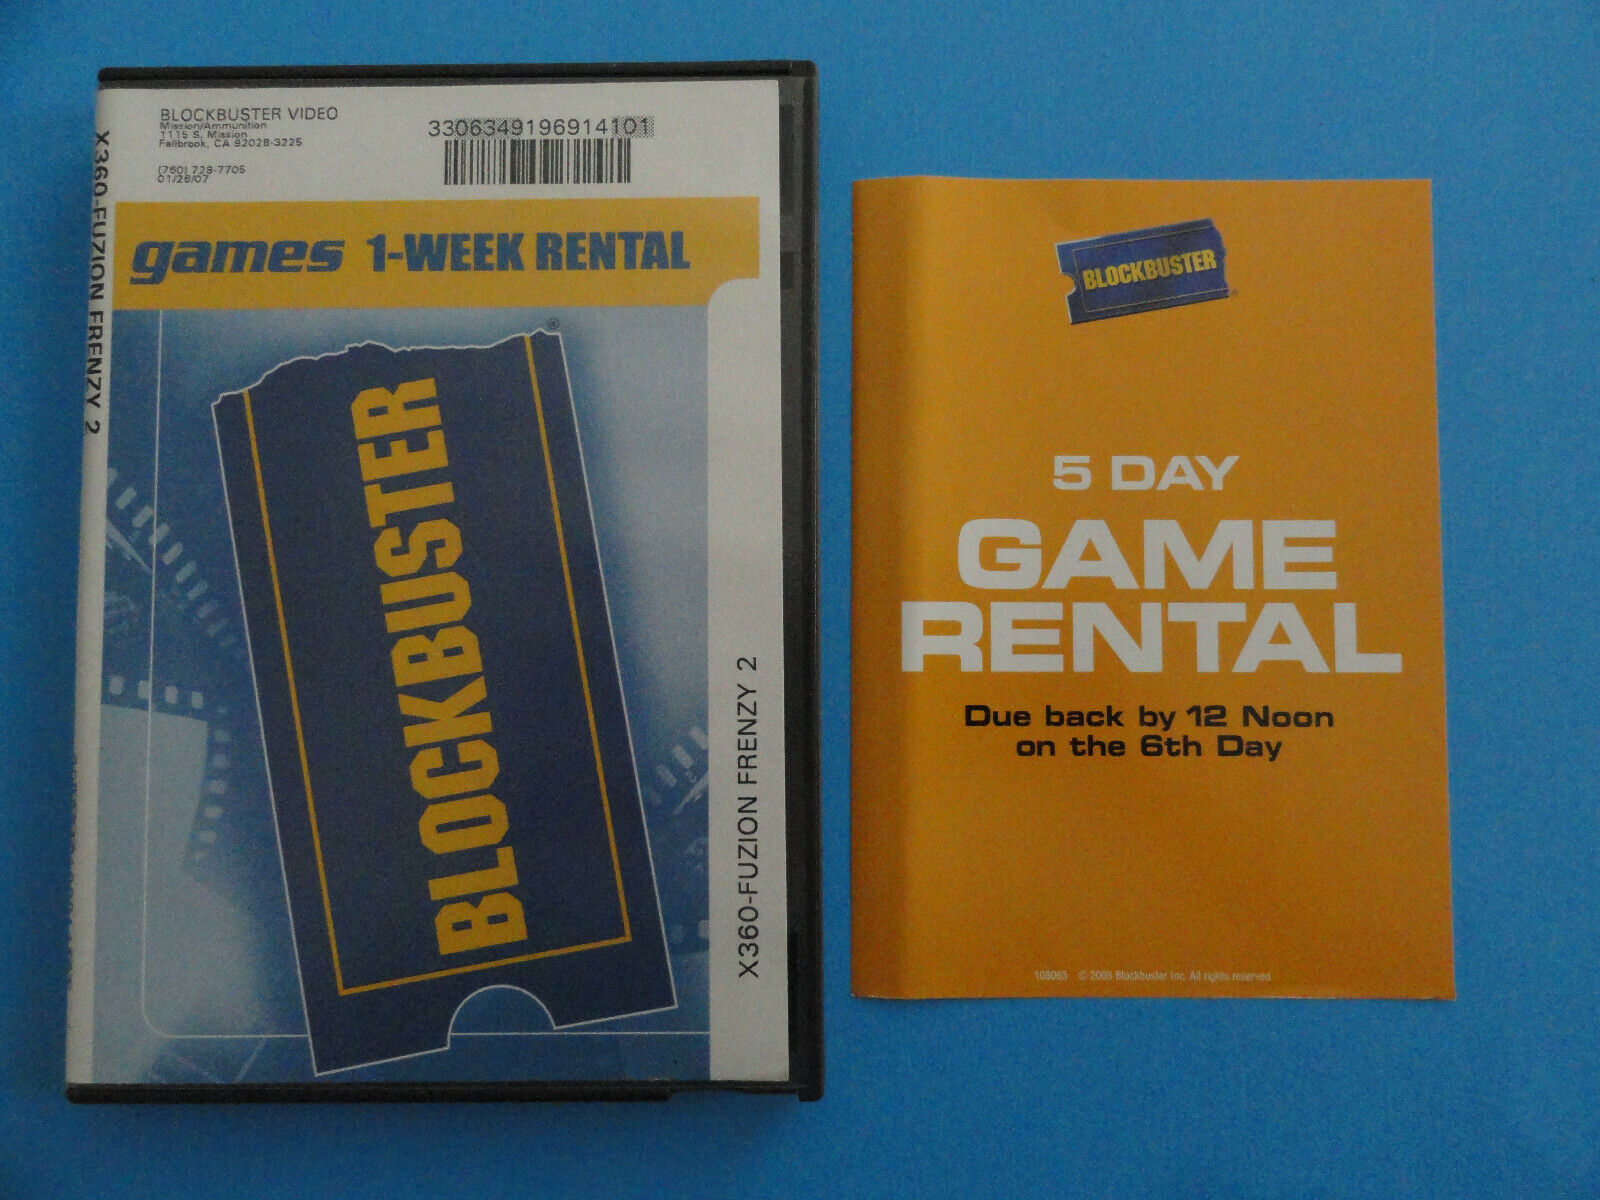 BLOCKBUSTER VIDEO
Mission/Ammunition
1115 S. Mission
Fallbrook, CA 92028-3225
(760) 728-7705
01/26/07
3306349196914101
games 1-WEEK RENTAL
®
BLOCKBUSTER
X360-FUZION FRENZY 2
X360-FUZION FRENZY 2
BLOCKBUSTER
5 DAY
GAME
RENTAL
Due back by 12 Noon
on the 6th Day
108063 © 2005 Blockbuster Inc. All rights reserved.